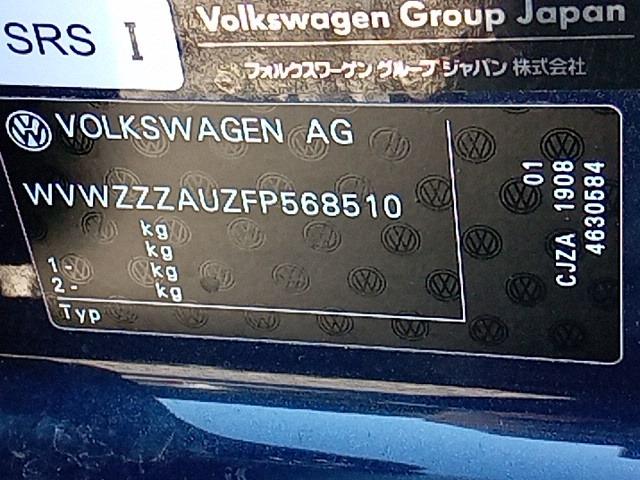 SRS I
Volkswagen Group Japan
フォルクスワーゲン グループ ジャパン 株式会社
VOLKSWAGEN AG
WVWZZZAUZFP568510
kg
kg
1 - kg
2 - kg
Typ
01
CJZA 1908
4630584